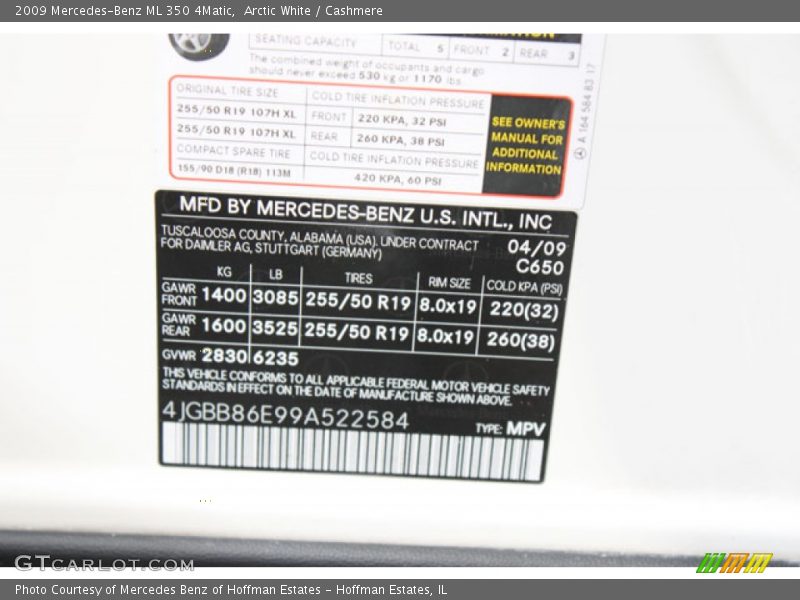 2009 Mercedes-Benz ML 350 4Matic, Arctic White / Cashmere
SEATING CAPACITY TOTAL 5 FRONT 2 REAR 3
The combined weight of occupants and cargo
should never exceed 530 kg or 1170 lbs
ORIGINAL TIRE SIZE COLD TIRE INFLATION PRESSURE
255/50 R19 107H XL FRONT 220 KPA, 32 PSI
255/50 R19 107H XL REAR 260 KPA, 38 PSI
COMPACT SPARE TIRE COLD TIRE INFLATION PRESSURE
155/90 D18 (R18) 113M 420 KPA, 60 PSI
SEE OWNER'S
MANUAL FOR
ADDITIONAL
INFORMATION
A 164 584 83 17
MFD BY MERCEDES-BENZ U.S. INTL., INC
TUSCALOOSA COUNTY, ALABAMA (USA). UNDER CONTRACT 04/09
FOR DAIMLER AG, STUTTGART (GERMANY) C650
KG LB TIRES RIM SIZE COLD KPA (PSI)
GAWR FRONT 1400 3085 255/50 R19 8.0x19 220(32)
GAWR REAR 1600 3525 255/50 R19 8.0x19 260(38)
GVWR 2830 6235
THIS VEHICLE CONFORMS TO ALL APPLICABLE FEDERAL MOTOR VEHICLE SAFETY
STANDARDS IN EFFECT ON THE DATE OF MANUFACTURE SHOWN ABOVE.
4JGBB86E99A522584 TYPE: MPV
GTCARLOT.COM
Photo Courtesy of Mercedes Benz of Hoffman Estates - Hoffman Estates, IL